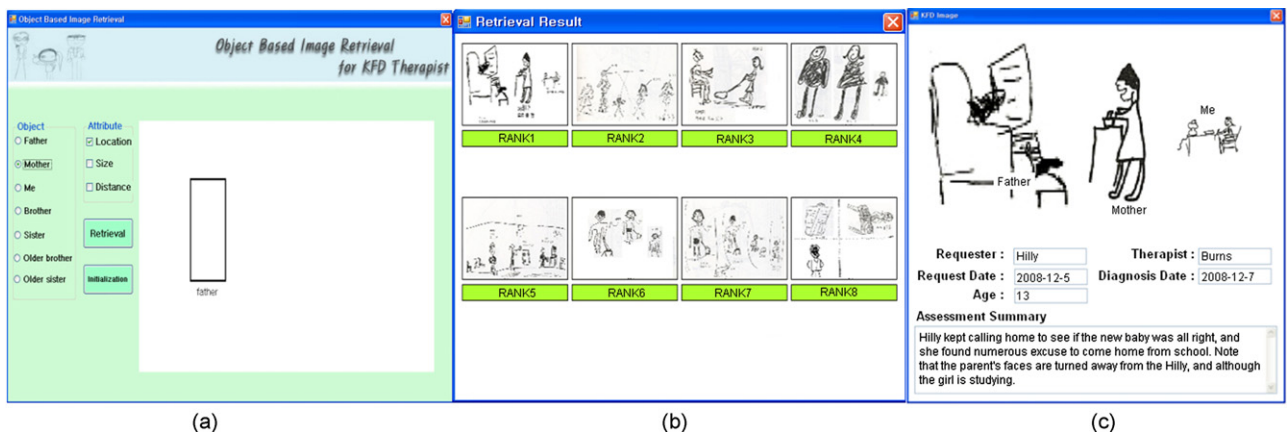 Object Based Image Retrieval
Object Based Image Retrieval
for KFD Therapist
Object
Father
Mother
Me
Brother
Sister
Older brother
Older sister
Attribute
Location
Size
Distance
Retrieval
Initialization
father
(a)
Retrieval Result
RANK1
RANK2
RANK3
RANK4
RANK5
RANK6
RANK7
RANK8
(b)
KFD Image
Me
Father
Mother
Requester : Hilly
Therapist : Burns
Request Date : 2008-12-5
Diagnosis Date : 2008-12-7
Age : 13
Assessment Summary
Hilly kept calling home to see if the new baby was all right, and
she found numerous excuse to come home from school. Note
that the parent's faces are turned away from the Hilly, and although
the girl is studying.
(c)